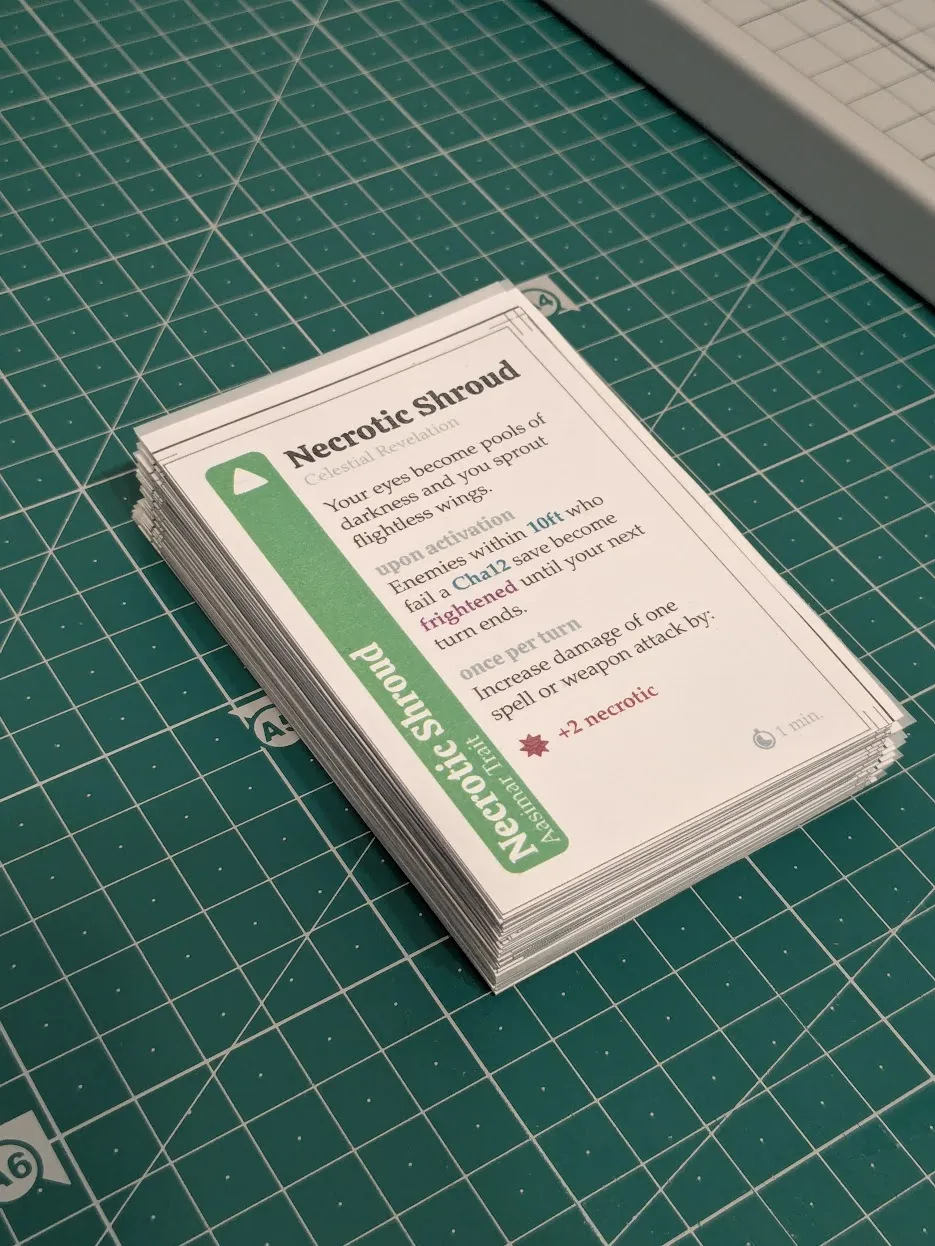 Necrotic Shroud
Celestial Revelation
Your eyes become pools of
darkness and you sprout
flightless wings.
upon activation
Enemies within 10ft who
fail a Cha12 save become
frightened until your next
turn ends.
once per turn
Increase damage of one
spell or weapon attack by:
+2 necrotic
1 min.
Necrotic Shroud
Aasimar Trait
A4
A6